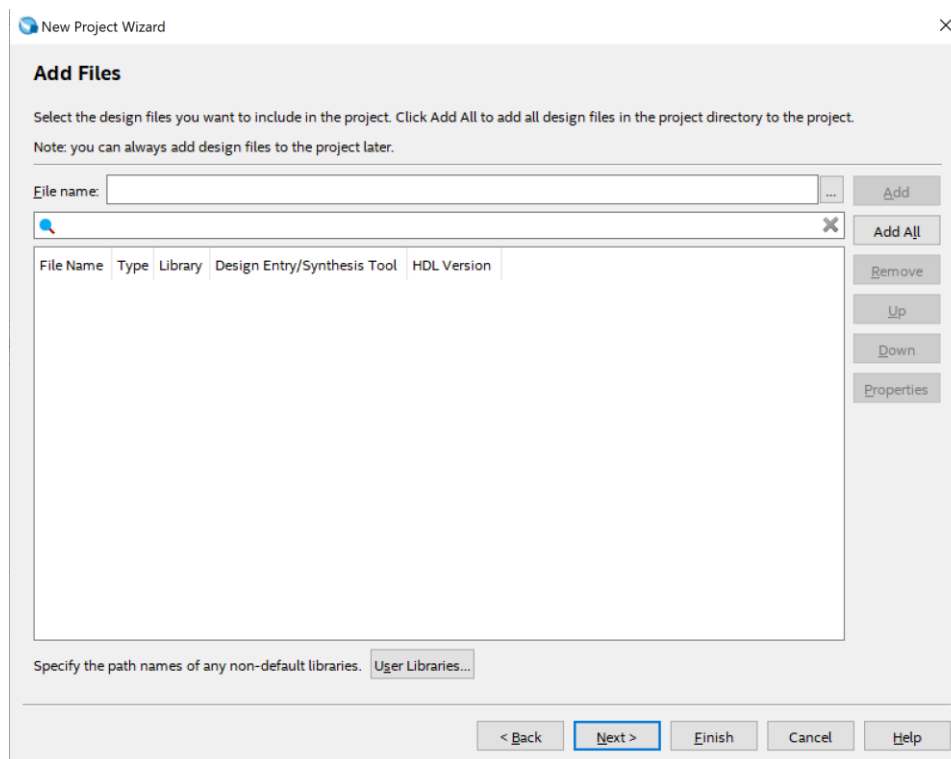 New Project Wizard
Add Files
Select the design files you want to include in the project. Click Add All to add all design files in the project directory to the project.
Note: you can always add design files to the project later.
File name: ... Add
Add All
File Name Type Library Design Entry/Synthesis Tool HDL Version
Remove
Up
Down
Properties
Specify the path names of any non-default libraries. User Libraries...
< Back Next > Finish Cancel Help